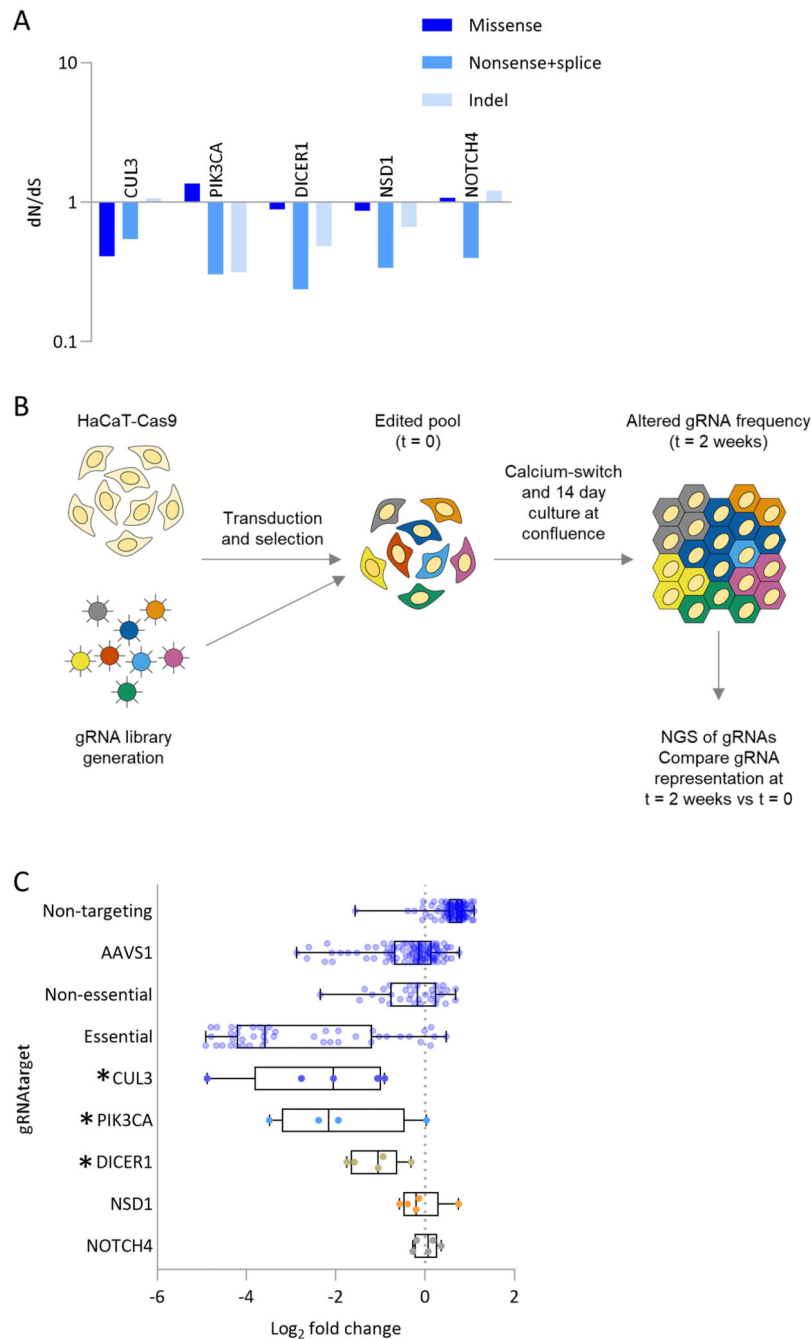 A
Missense
Nonsense+splice
Indel
10
1
0.1
dN/dS
CUL3
PIK3CA
DICER1
NSD1
NOTCH4
B
HaCaT-Cas9
Edited pool
(t = 0)
Altered gRNA frequency
(t = 2 weeks)
Transduction
and selection
Calcium-switch
and 14 day
culture at
confluence
gRNA library
generation
NGS of gRNAs
Compare gRNA
representation at
t = 2 weeks vs t = 0
C
gRNAtarget
Non-targeting
AAVS1
Non-essential
Essential
*CUL3
*PIK3CA
*DICER1
NSD1
NOTCH4
-6 -4 -2 0 2
Log2 fold change